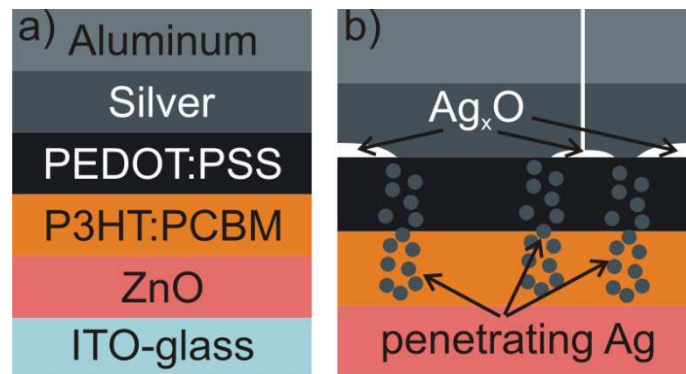 a)
Aluminum
Silver
PEDOT:PSS
P3HT:PCBM
ZnO
ITO-glass
b)
AgₓO
penetrating Ag